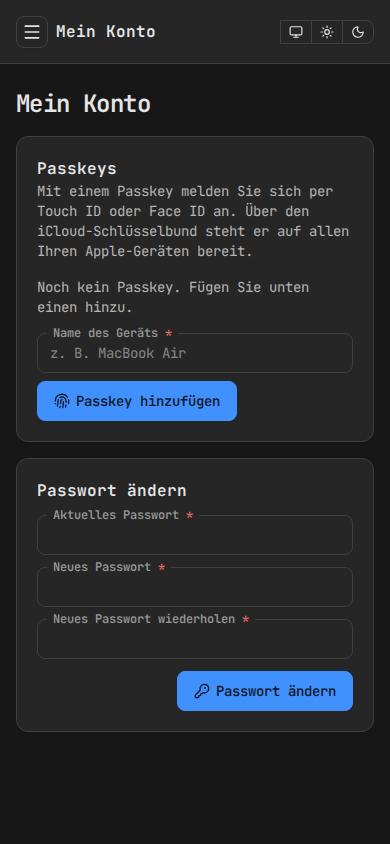 Mein Konto
Mein Konto
Passkeys
Mit einem Passkey melden Sie sich per
Touch ID oder Face ID an. Über den
iCloud-Schlüsselbund steht er auf allen
Ihren Apple-Geräten bereit.
Noch kein Passkey. Fügen Sie unten
einen hinzu.
Name des Geräts *
z. B. MacBook Air
Passkey hinzufügen
Passwort ändern
Aktuelles Passwort *
Neues Passwort *
Neues Passwort wiederholen *
Passwort ändern